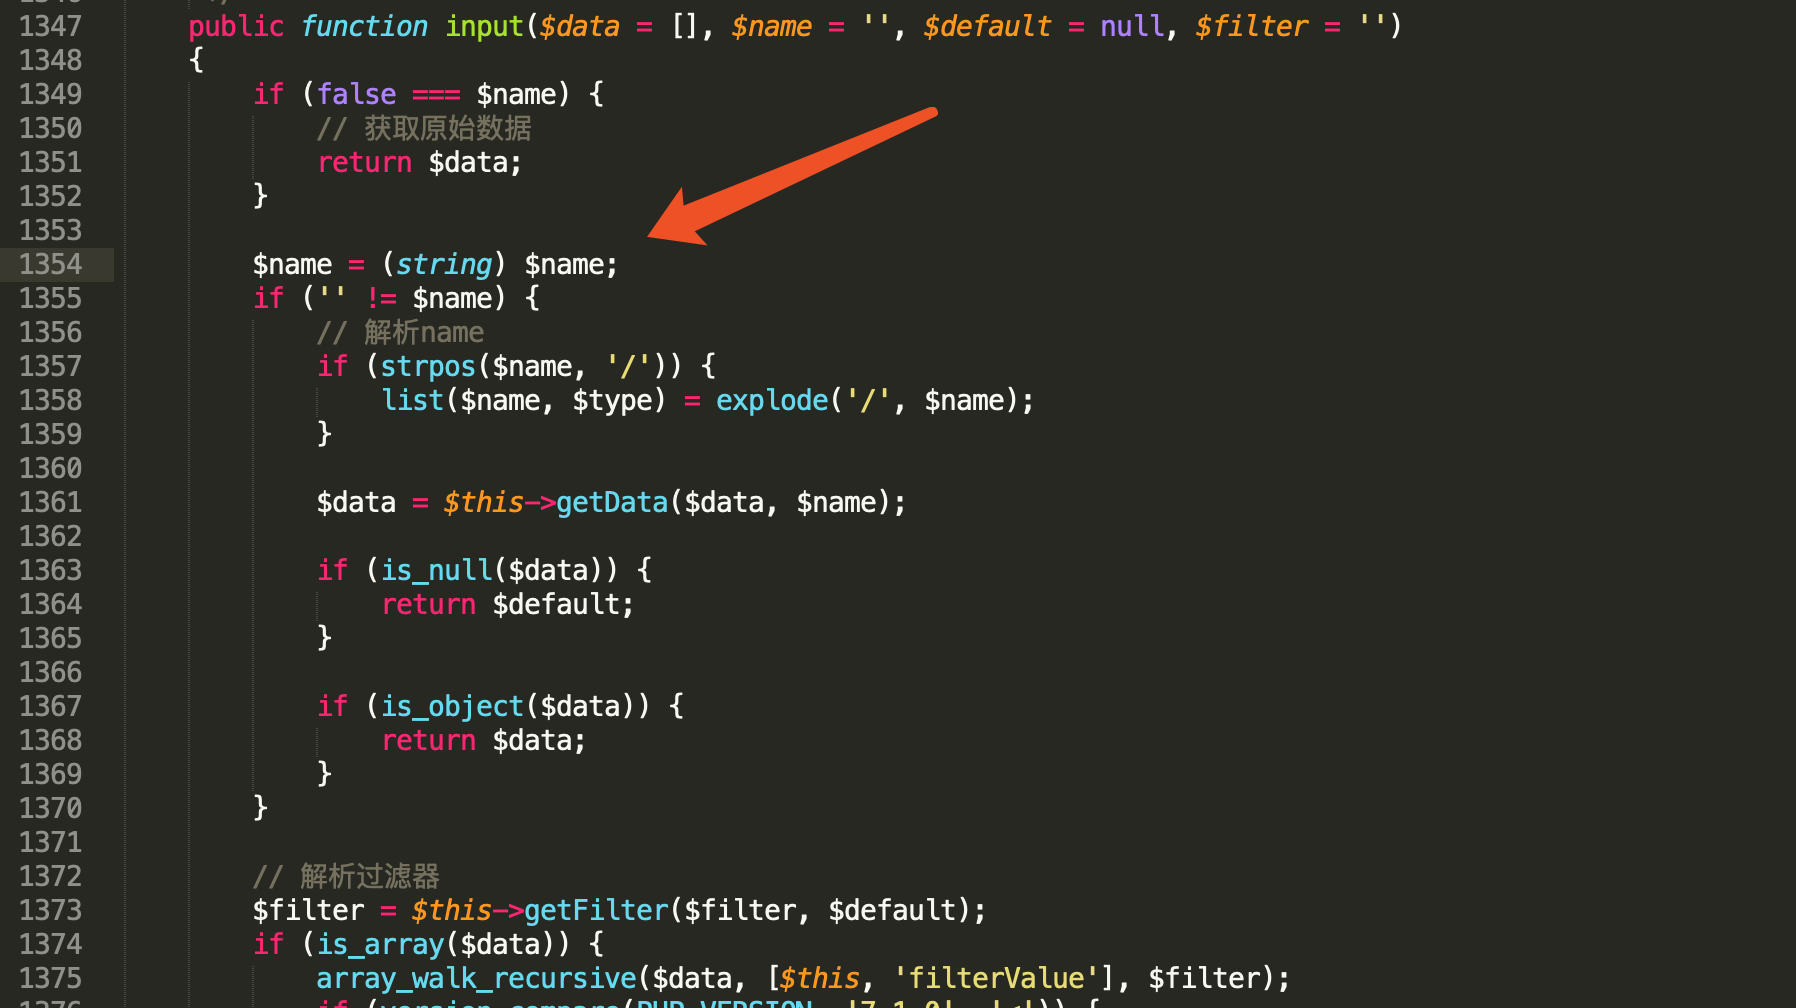 1347 public function input($data = [], $name = '', $default = null, $filter = '')
1348 {
1349 if (false === $name) {
1350 // 获取原始数据
1351 return $data;
1352 }
1353
1354 $name = (string) $name;
1355 if ('' != $name) {
1356 // 解析name
1357 if (strpos($name, '/')) {
1358 list($name, $type) = explode('/', $name);
1359 }
1360
1361 $data = $this->getData($data, $name);
1362
1363 if (is_null($data)) {
1364 return $default;
1365 }
1366
1367 if (is_object($data)) {
1368 return $data;
1369 }
1370 }
1371
1372 // 解析过滤器
1373 $filter = $this->getFilter($filter, $default);
1374 if (is_array($data)) {
1375 array_walk_recursive($data, [$this, 'filterValue'], $filter);